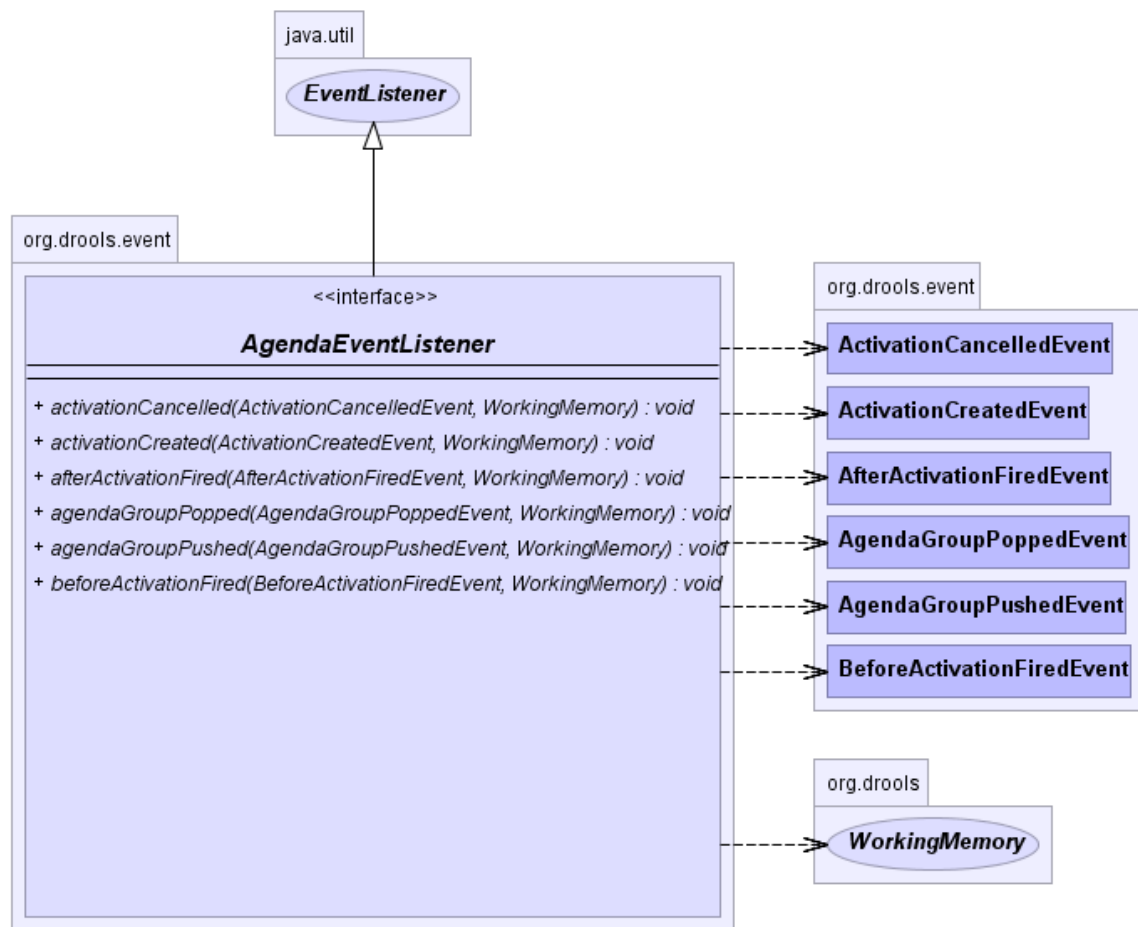 java.util
EventListener
org.drools.event
<<interface>>
AgendaEventListener
+ activationCancelled(ActivationCancelledEvent, WorkingMemory) : void
+ activationCreated(ActivationCreatedEvent, WorkingMemory) : void
+ afterActivationFired(AfterActivationFiredEvent, WorkingMemory) : void
+ agendaGroupPopped(AgendaGroupPoppedEvent, WorkingMemory) : void
+ agendaGroupPushed(AgendaGroupPushedEvent, WorkingMemory) : void
+ beforeActivationFired(BeforeActivationFiredEvent, WorkingMemory) : void
org.drools.event
ActivationCancelledEvent
ActivationCreatedEvent
AfterActivationFiredEvent
AgendaGroupPoppedEvent
AgendaGroupPushedEvent
BeforeActivationFiredEvent
org.drools
WorkingMemory